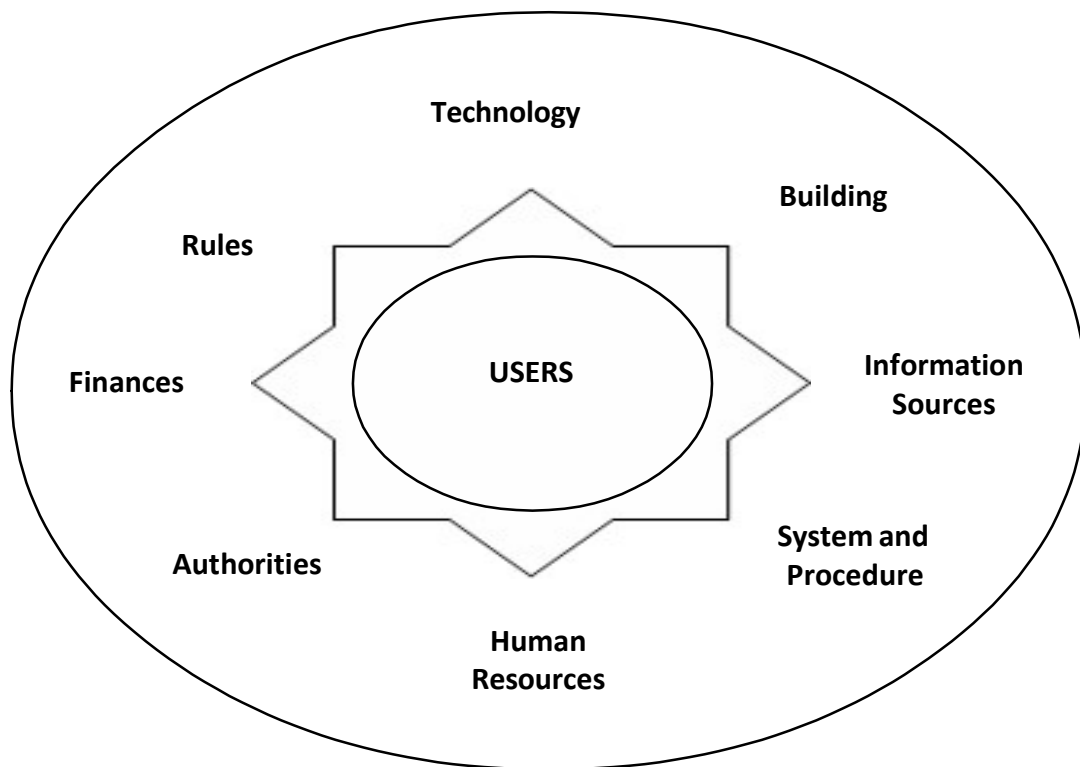 Technology
Building
Rules
USERS
Information
Sources
Finances
System and
Procedure
Authorities
Human
Resources